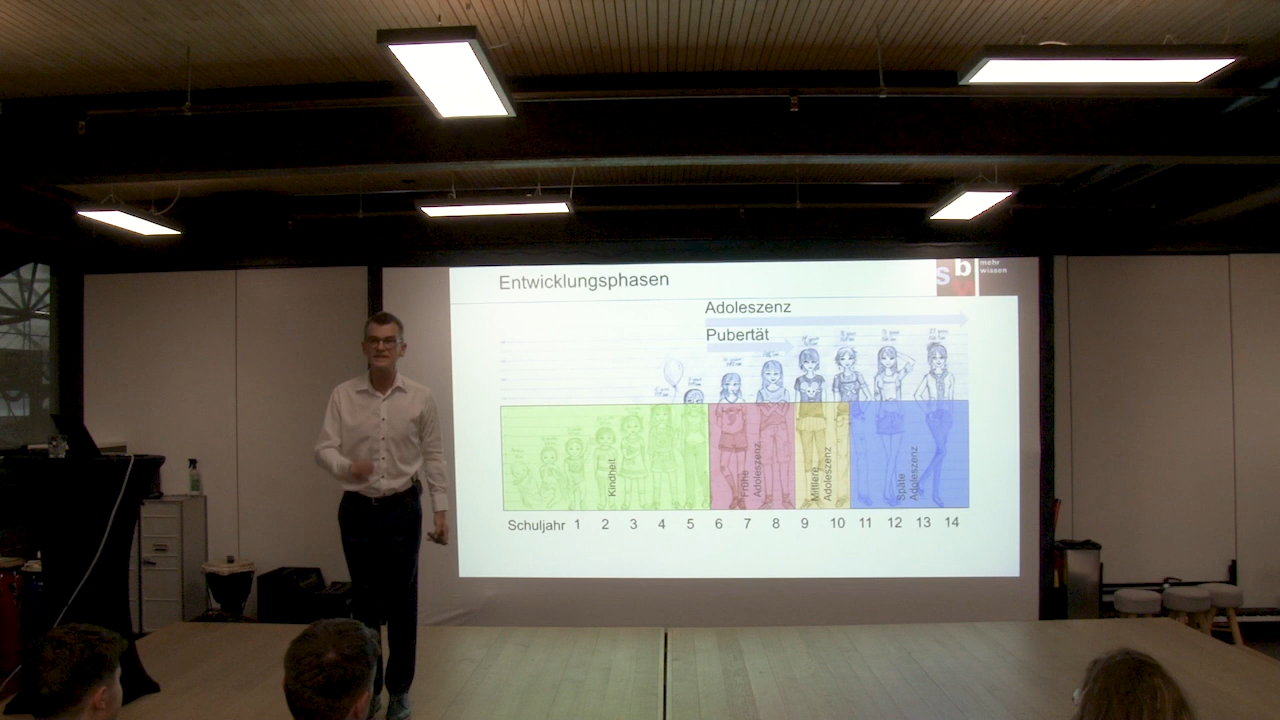 Entwicklungsphasen
sb
mehr
wissen
Adoleszenz
Pubertät
Kindheit
Frühe
Adoleszenz
Mittlere
Adoleszenz
Späte
Adoleszenz
Schuljahr 1 2 3 4 5 6 7 8 9 10 11 12 13 14